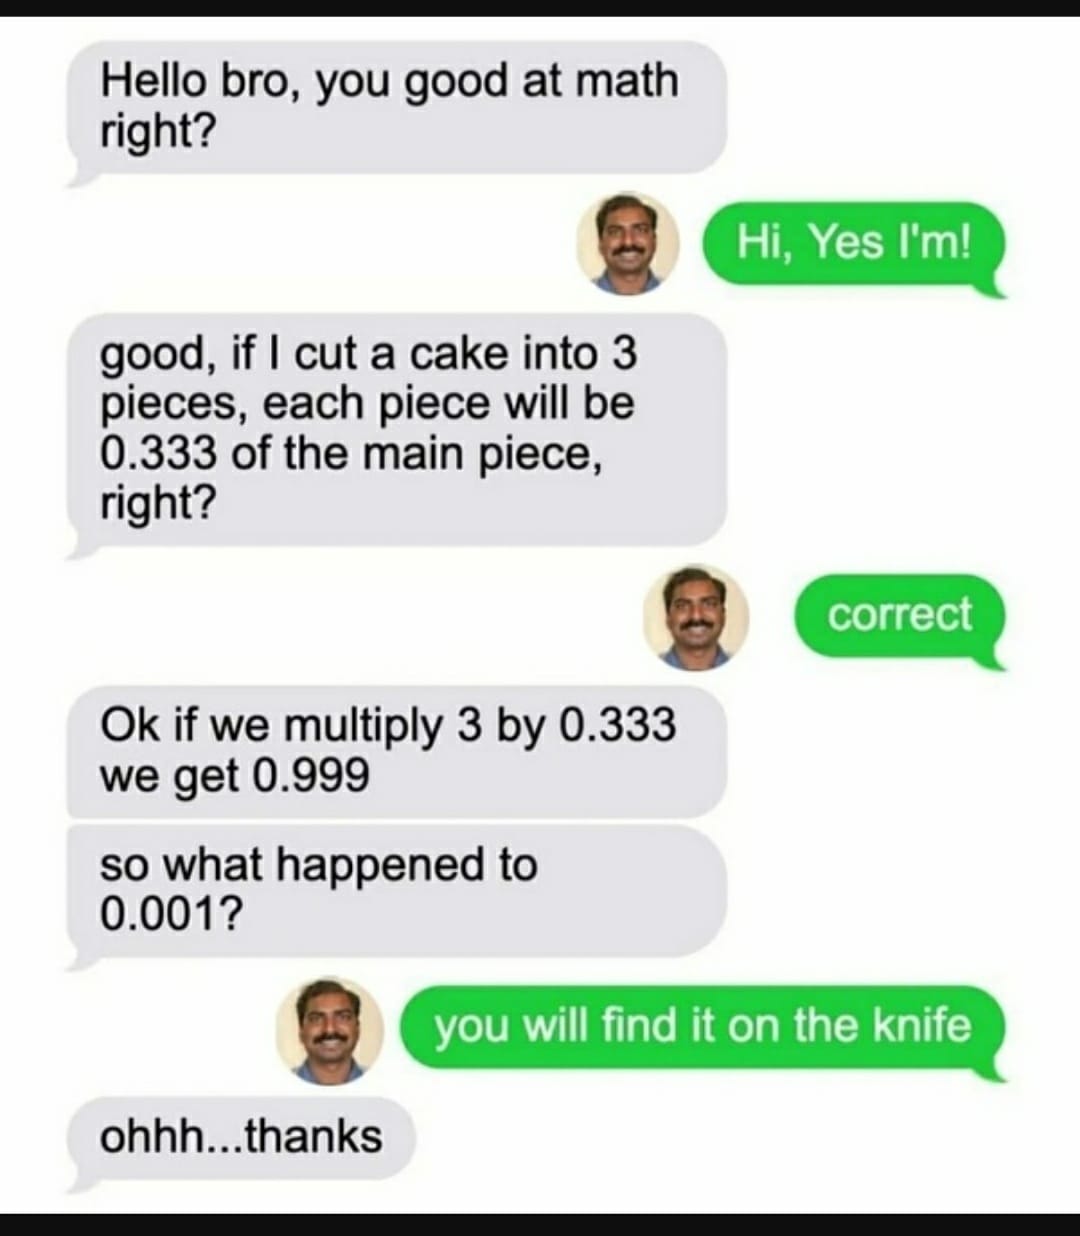 Hello bro, you good at math
right?
Hi, Yes I'm!
good, if I cut a cake into 3
pieces, each piece will be
0.333 of the main piece,
right?
correct
Ok if we multiply 3 by 0.333
we get 0.999
so what happened to
0.001?
you will find it on the knife
ohhh...thanks